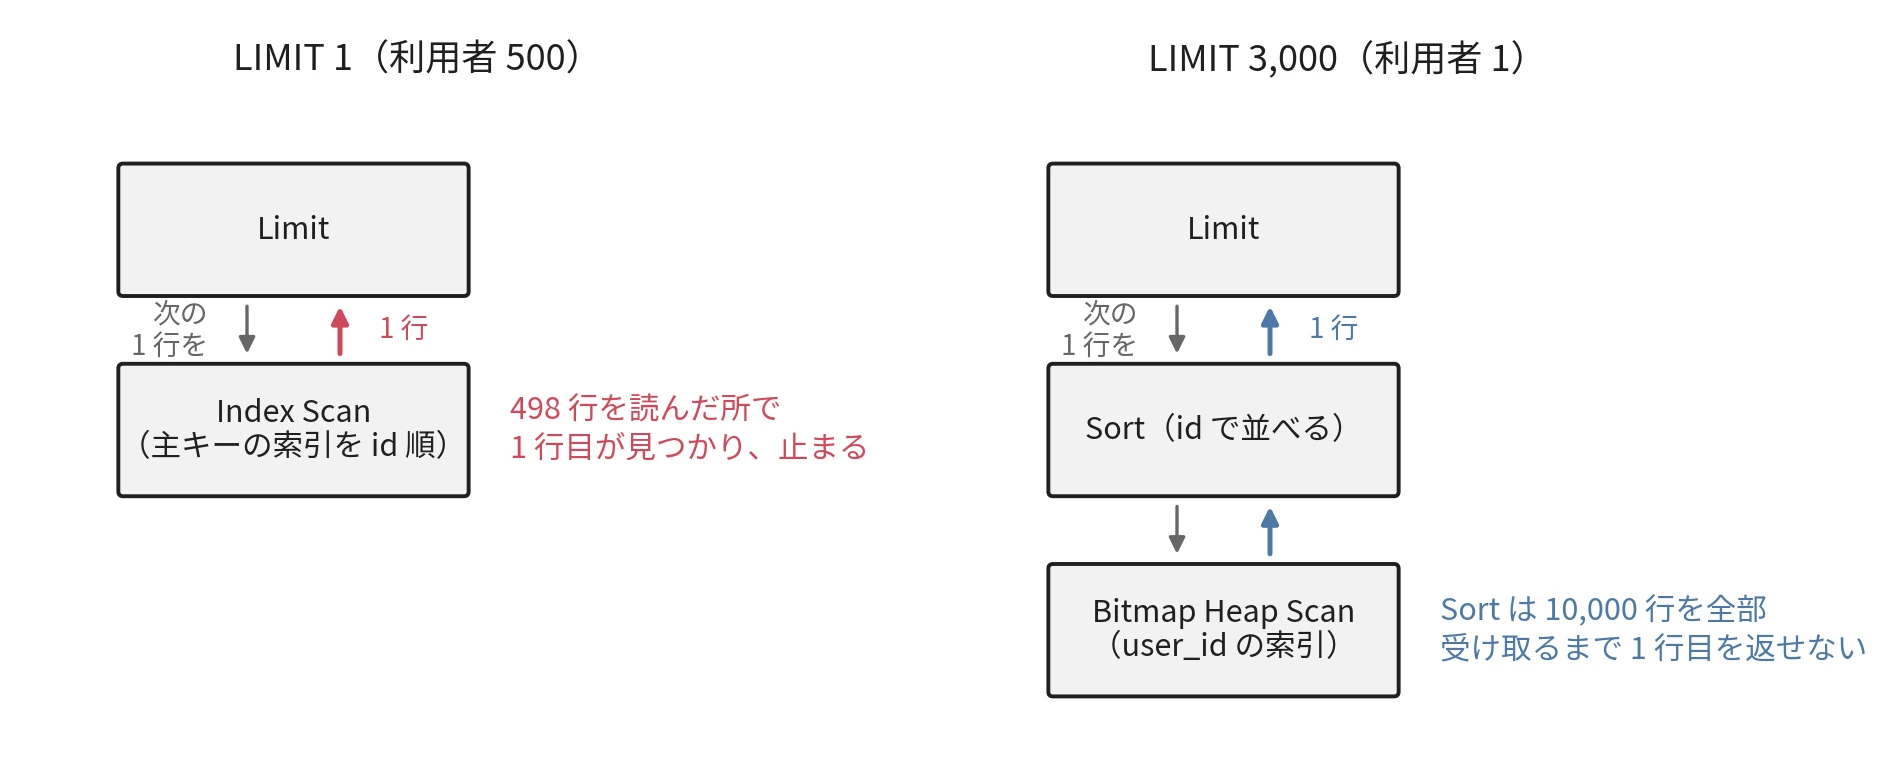 LIMIT 1（利用者 500）
Limit
次の
1 行を
1 行
Index Scan
（主キーの索引を id 順）
498 行を読んだ所で
1 行目が見つかり、止まる
LIMIT 3,000（利用者 1）
Limit
次の
1 行を
1 行
Sort（id で並べる）
Bitmap Heap Scan
（user_id の索引）
Sort は 10,000 行を全部
受け取るまで 1 行目を返せない